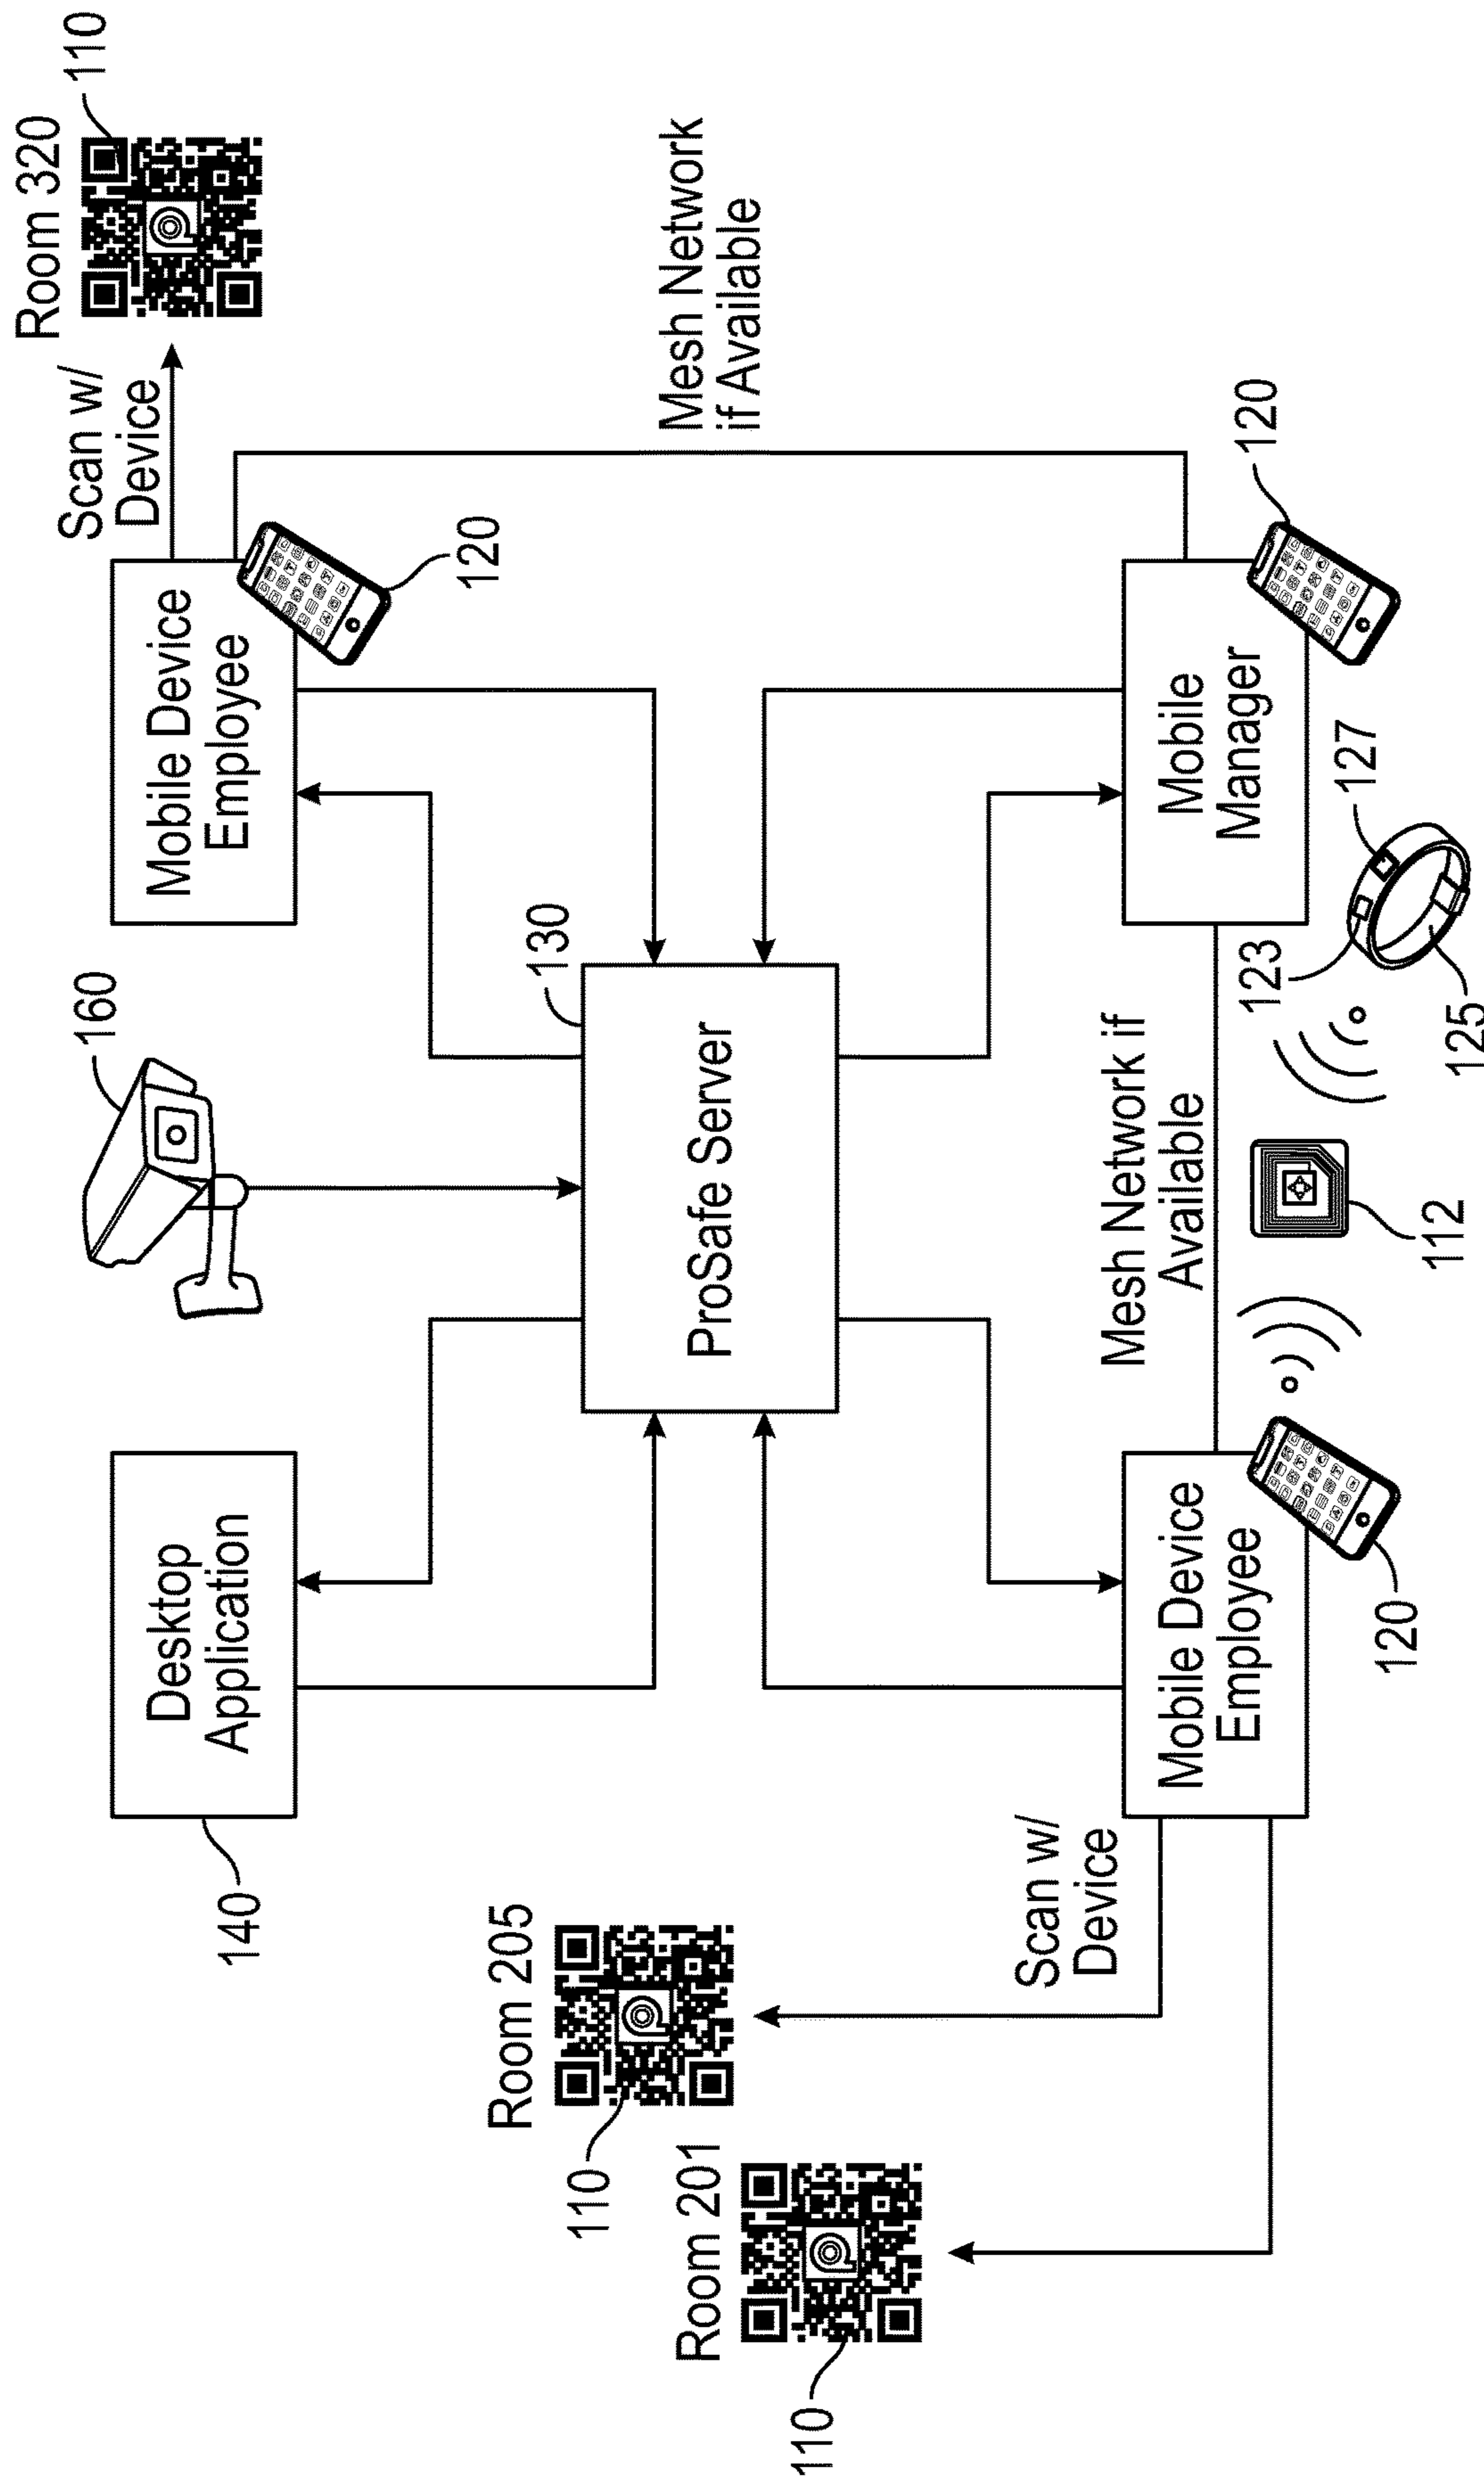 Room 320
110
Scan w/
Device
Mobile Device
Employee
120
160
Desktop
Application
140
130
ProSafe Server
Mesh Network
if Available
Room 205
110
Room 201
110
Scan w/
Device
Mobile Device
Employee
120
Mesh Network if
Available
112
Mobile
Manager
120
123
127
125